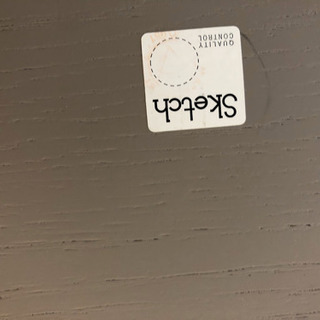 Sketch
QUALITY
CONTROL